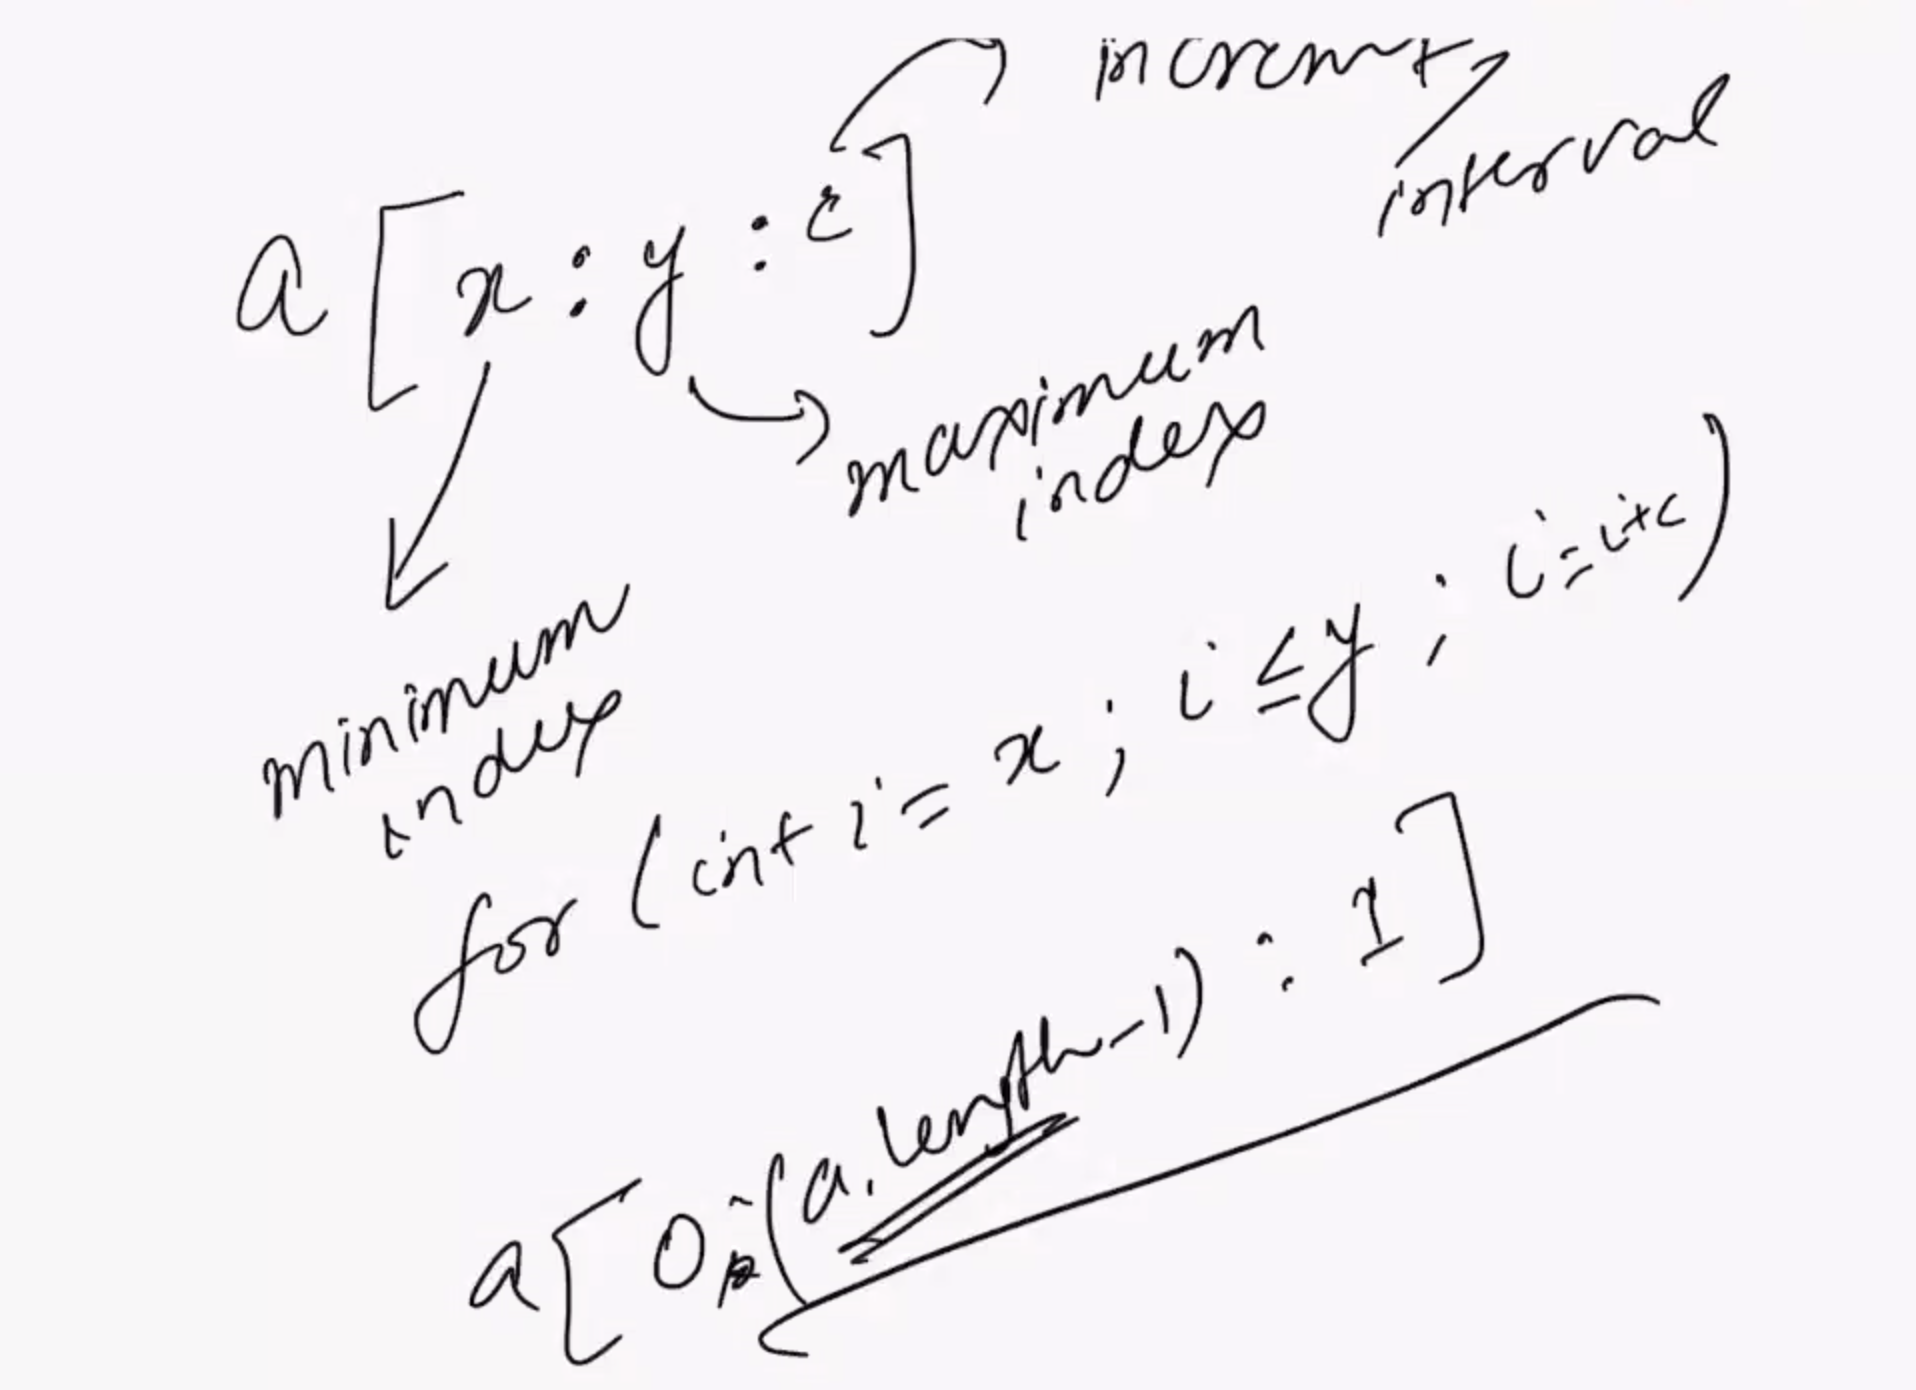 increment
interval
a[x:y:c]
maximum
index
minimum
index
for (int i = x ; i ≤ y ; i = i+c)
a[0:(a.length-1) : 1]